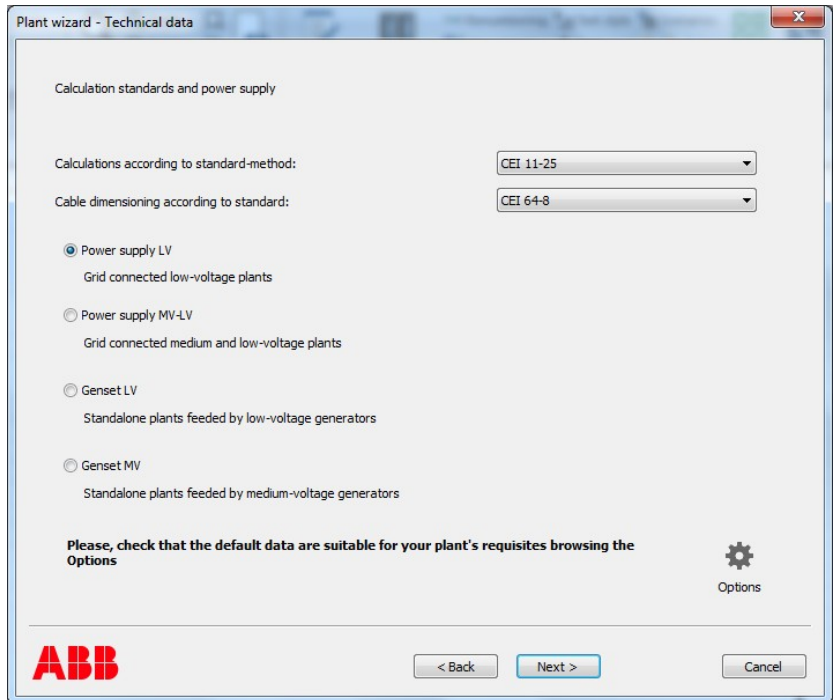 Plant wizard - Technical data
Calculation standards and power supply
Calculations according to standard-method:
CEI 11-25
Cable dimensioning according to standard:
CEI 64-8
Power supply LV
Grid connected low-voltage plants
Power supply MV-LV
Grid connected medium and low-voltage plants
Genset LV
Standalone plants feeded by low-voltage generators
Genset MV
Standalone plants feeded by medium-voltage generators
Please, check that the default data are suitable for your plant's requisites browsing the
Options
Options
ABB
< Back
Next >
Cancel